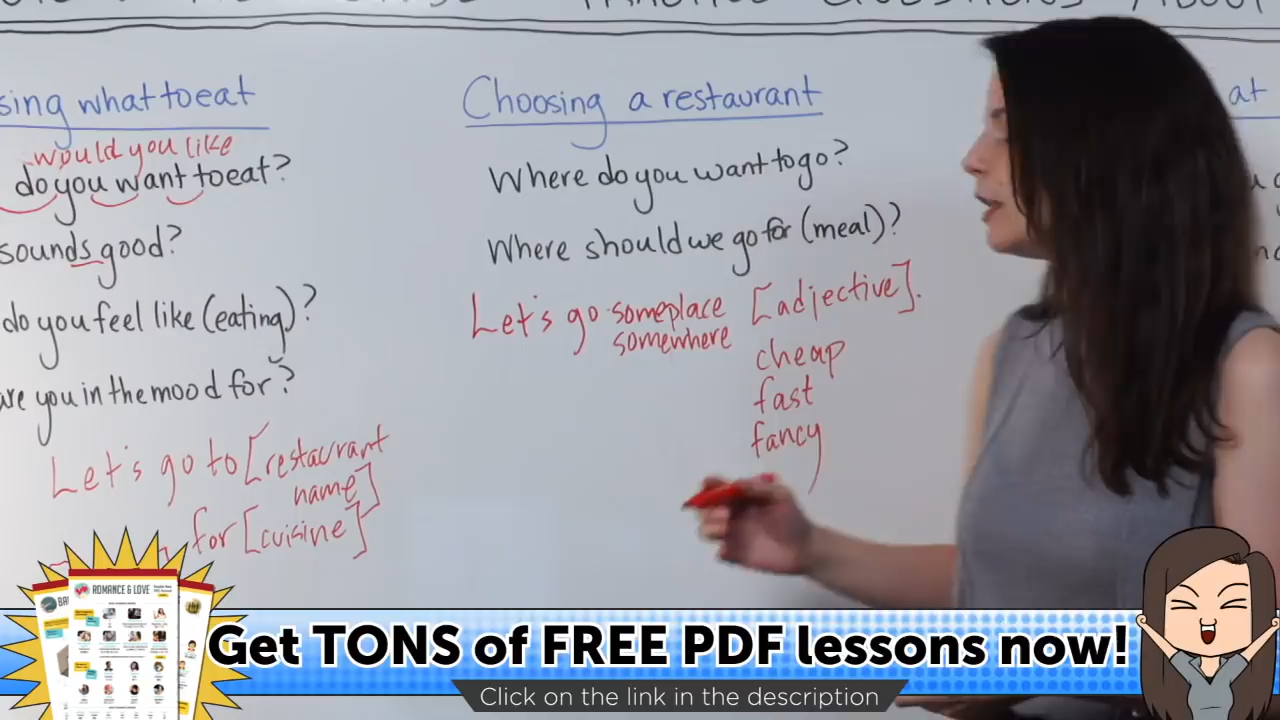 sing what to eat
would you like
do you want to eat?
sounds good?
do you feel like (eating)?
are you in the mood for?
Let's go to [restaurant
name]
for [cuisine]
Choosing a restaurant
Where do you want to go?
Where should we go for (meal)?
Let's go someplace [adjective].
somewhere
cheap
fast
fancy
at
ROMANCE & LOVE
Get TONS of FREE PDF lessons now!
Click on the link in the description